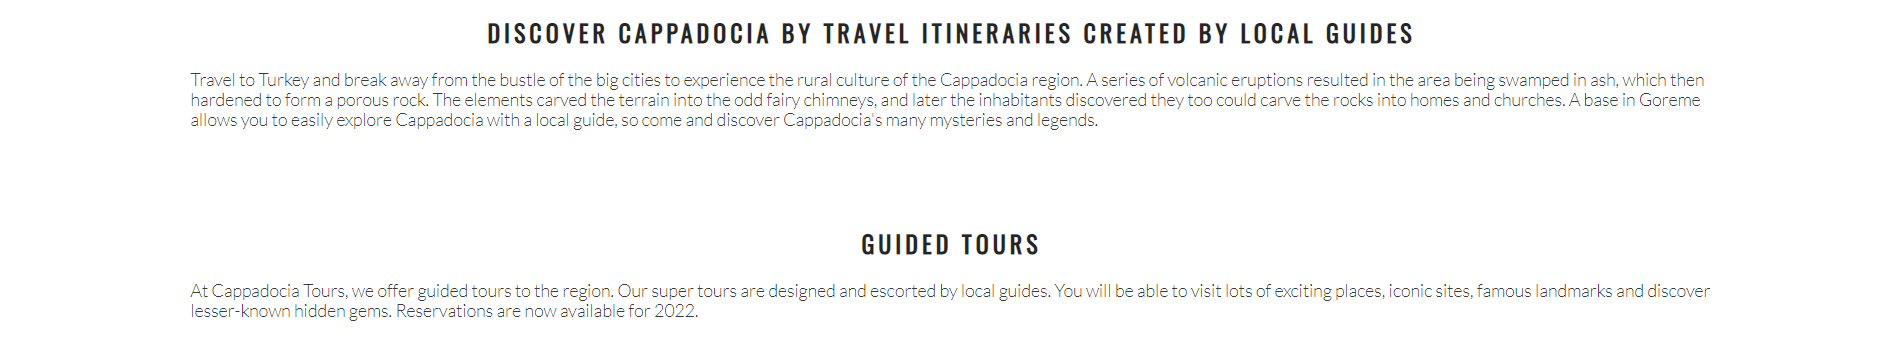 DISCOVER CAPPADOCIA BY TRAVEL ITINERARIES CREATED BY LOCAL GUIDES
Travel to Turkey and break away from the bustle of the big cities to experience the rural culture of the Cappadocia region. A series of volcanic eruptions resulted in the area being swamped in ash, which then
hardened to form a porous rock. The elements carved the terrain into the odd fairy chimneys, and later the inhabitants discovered they too could carve the rocks into homes and churches. A base in Goreme
allows you to easily explore Cappadocia with a local guide, so come and discover Cappadocia's many mysteries and legends.
GUIDED TOURS
At Cappadocia Tours, we offer guided tours to the region. Our super tours are designed and escorted by local guides. You will be able to visit lots of exciting places, iconic sites, famous landmarks and discover
lesser-known hidden gems. Reservations are now available for 2022.